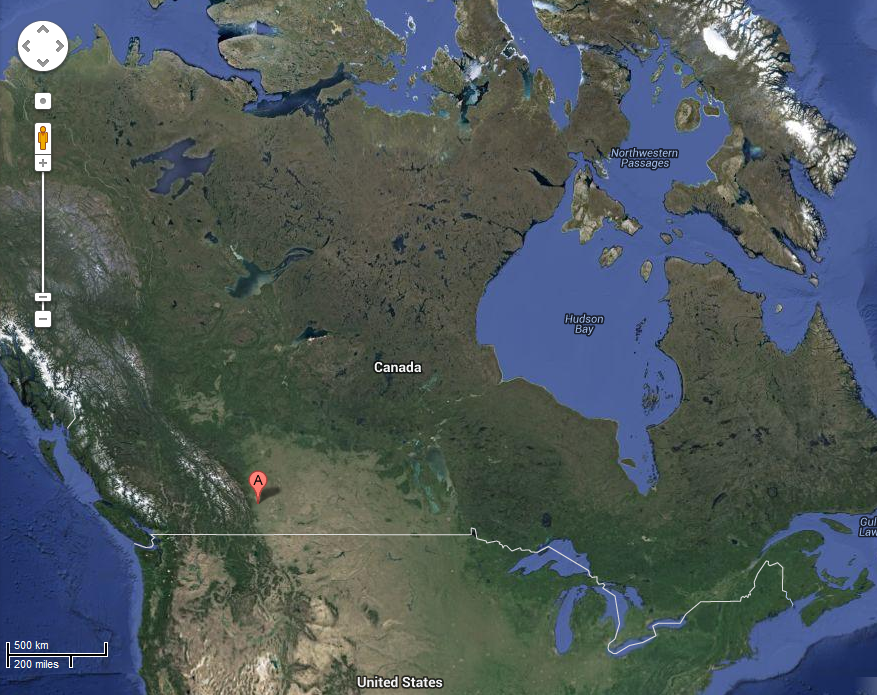 Northwestern
Passages
Hudson
Bay
Canada
A
Gul
Law
500 km
200 miles
United States